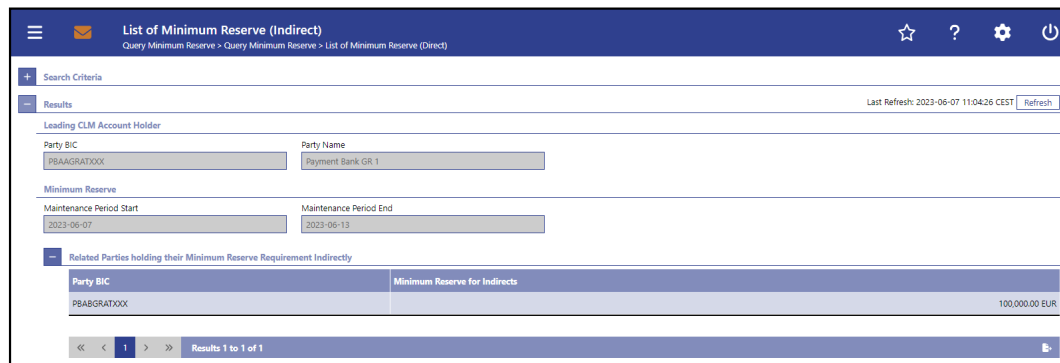 List of Minimum Reserve (Indirect)
Query Minimum Reserve > Query Minimum Reserve > List of Minimum Reserve (Direct)
?
+ Search Criteria
− Results
Last Refresh: 2023-06-07 11:04:26 CEST Refresh
Leading CLM Account Holder
Party BIC Party Name
PBAAGRATXXX Payment Bank GR 1
Minimum Reserve
Maintenance Period Start Maintenance Period End
2023-06-07 2023-06-13
− Related Parties holding their Minimum Reserve Requirement Indirectly
Party BIC Minimum Reserve for Indirects
PBABGRATXXX 100,000.00 EUR
« < 1 > » Results 1 to 1 of 1